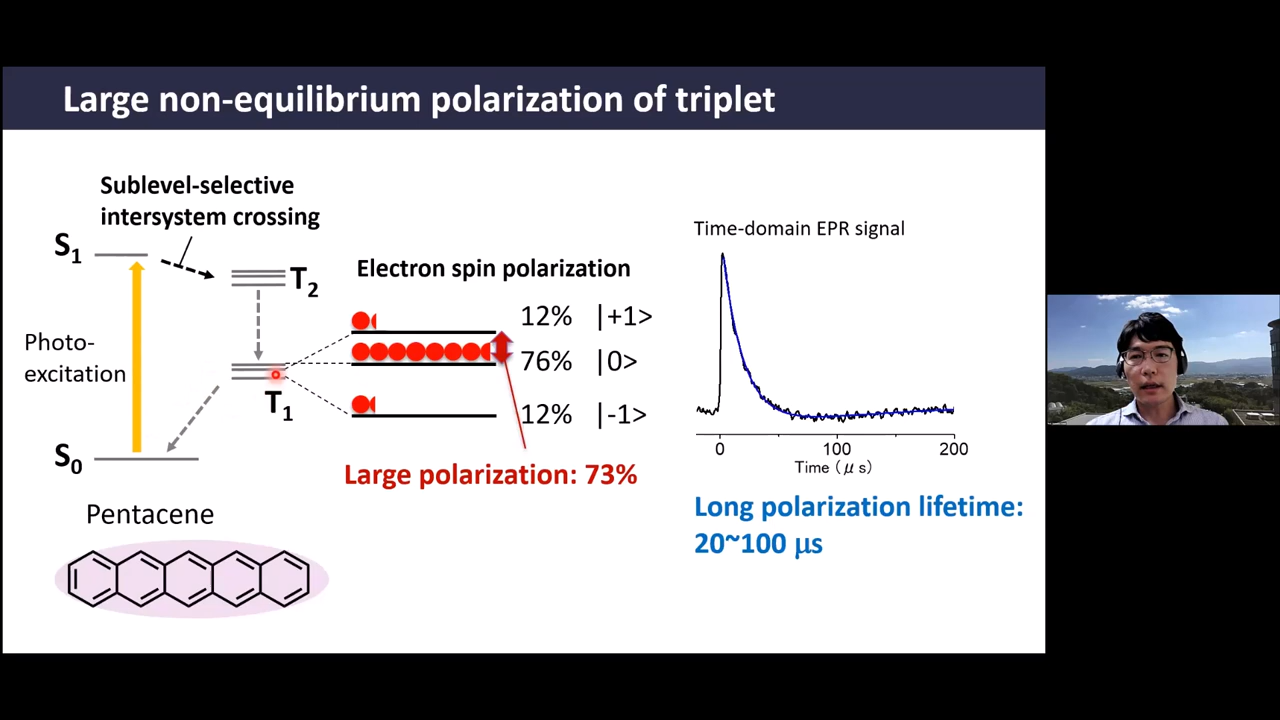 Large non-equilibrium polarization of triplet
Sublevel-selective
intersystem crossing
S1
T2
Photo-
excitation
T1
S0
Pentacene
Electron spin polarization
12% |+1>
76% |0>
12% |-1>
Large polarization: 73%
Time-domain EPR signal
0 100 200
Time (μs)
Long polarization lifetime:
20~100 μs